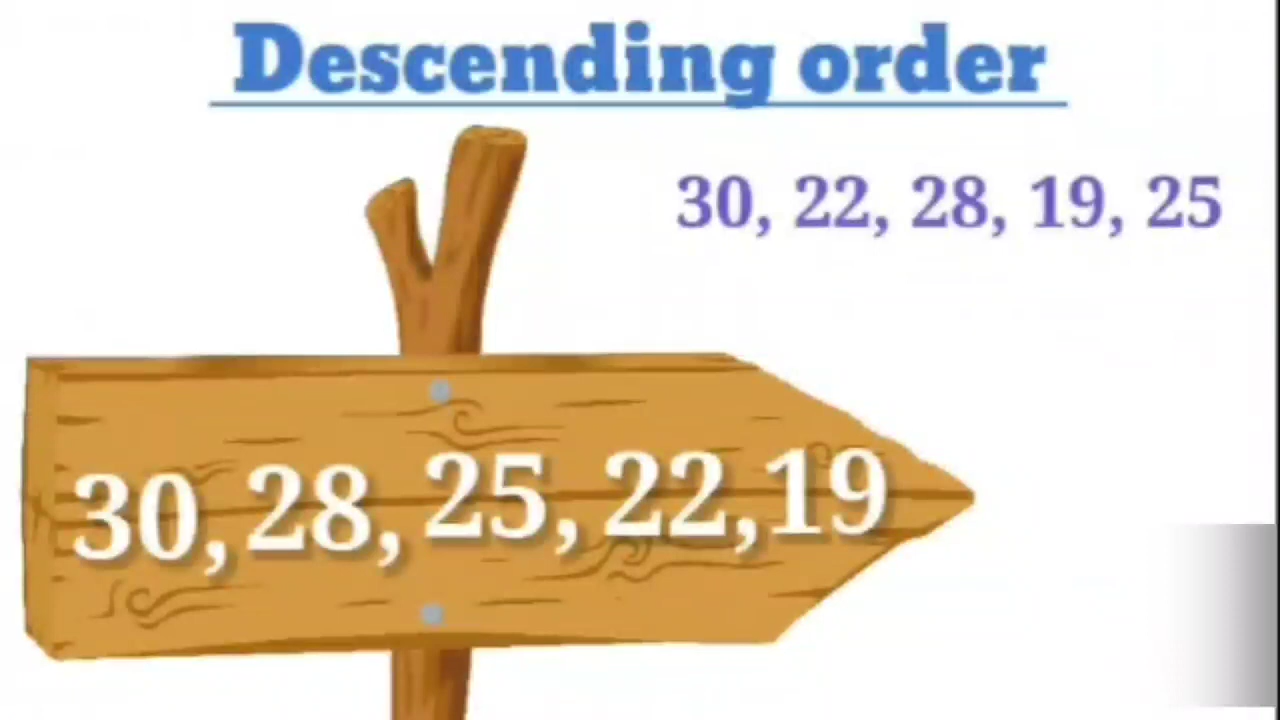 Descending order
30, 22, 28, 19, 25
30, 28, 25, 22,19